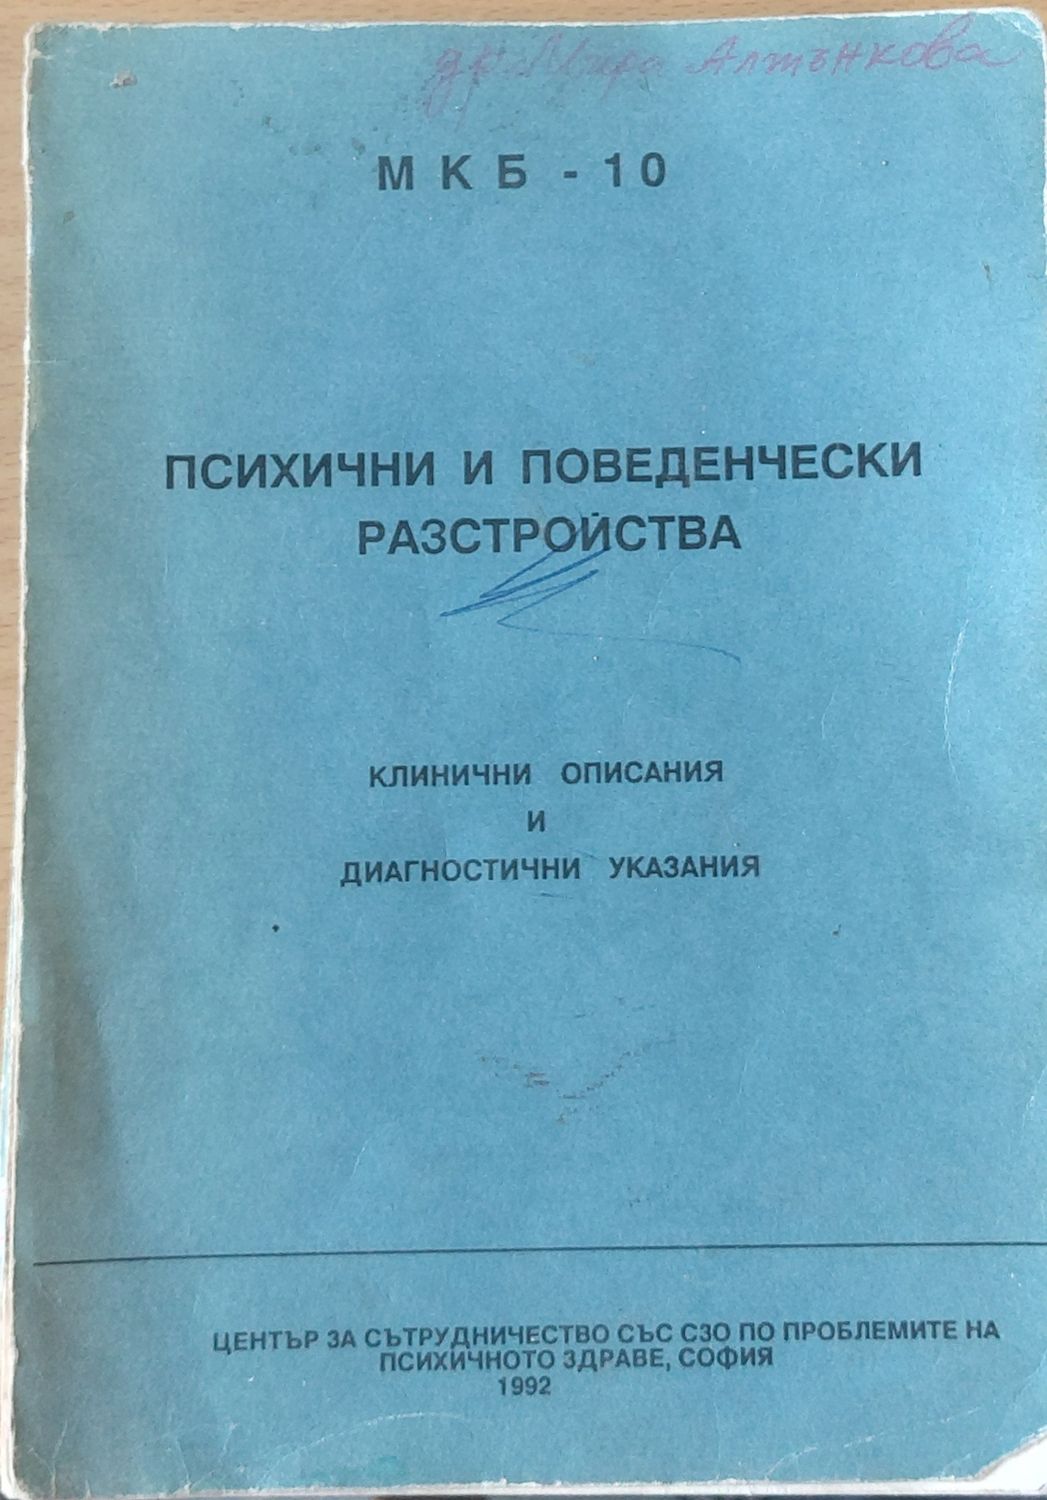 др Мира Алтънкова
МКБ - 10
ПСИХИЧНИ И ПОВЕДЕНЧЕСКИ
РАЗСТРОЙСТВА
КЛИНИЧНИ ОПИСАНИЯ
И
ДИАГНОСТИЧНИ УКАЗАНИЯ
ЦЕНТЪР ЗА СЪТРУДНИЧЕСТВО СЪС СЗО ПО ПРОБЛЕМИТЕ НА
ПСИХИЧНОТО ЗДРАВЕ, СОФИЯ
1992